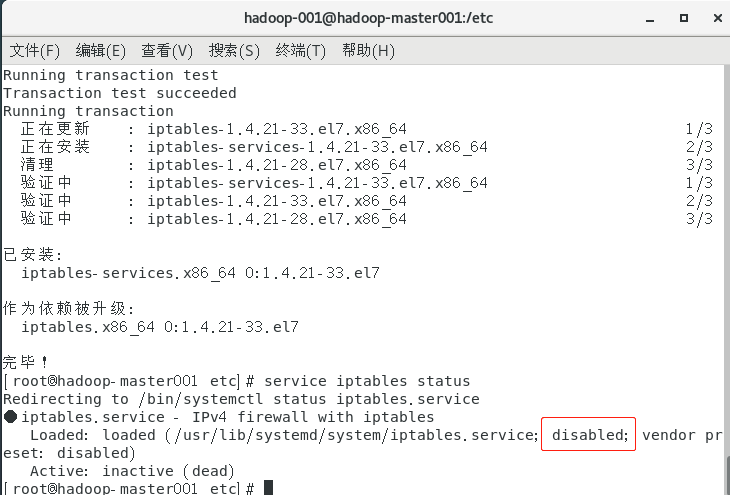 hadoop-001@hadoop-master001:/etc
文件(F) 编辑(E) 查看(V) 搜索(S) 终端(T) 帮助(H)
Running transaction test
Transaction test succeeded
Running transaction
正在更新 : iptables-1.4.21-33.el7.x86_64 1/3
正在安装 : iptables-services-1.4.21-33.el7.x86_64 2/3
清理 : iptables-1.4.21-28.el7.x86_64 3/3
验证中 : iptables-services-1.4.21-33.el7.x86_64 1/3
验证中 : iptables-1.4.21-33.el7.x86_64 2/3
验证中 : iptables-1.4.21-28.el7.x86_64 3/3
已安装:
iptables-services.x86_64 0:1.4.21-33.el7
作为依赖被升级:
iptables.x86_64 0:1.4.21-33.el7
完毕！
[root@hadoop-master001 etc]# service iptables status
Redirecting to /bin/systemctl status iptables.service
● iptables.service - IPv4 firewall with iptables
Loaded: loaded (/usr/lib/systemd/system/iptables.service; disabled; vendor pr
eset: disabled)
Active: inactive (dead)
[root@hadoop-master001 etc]#